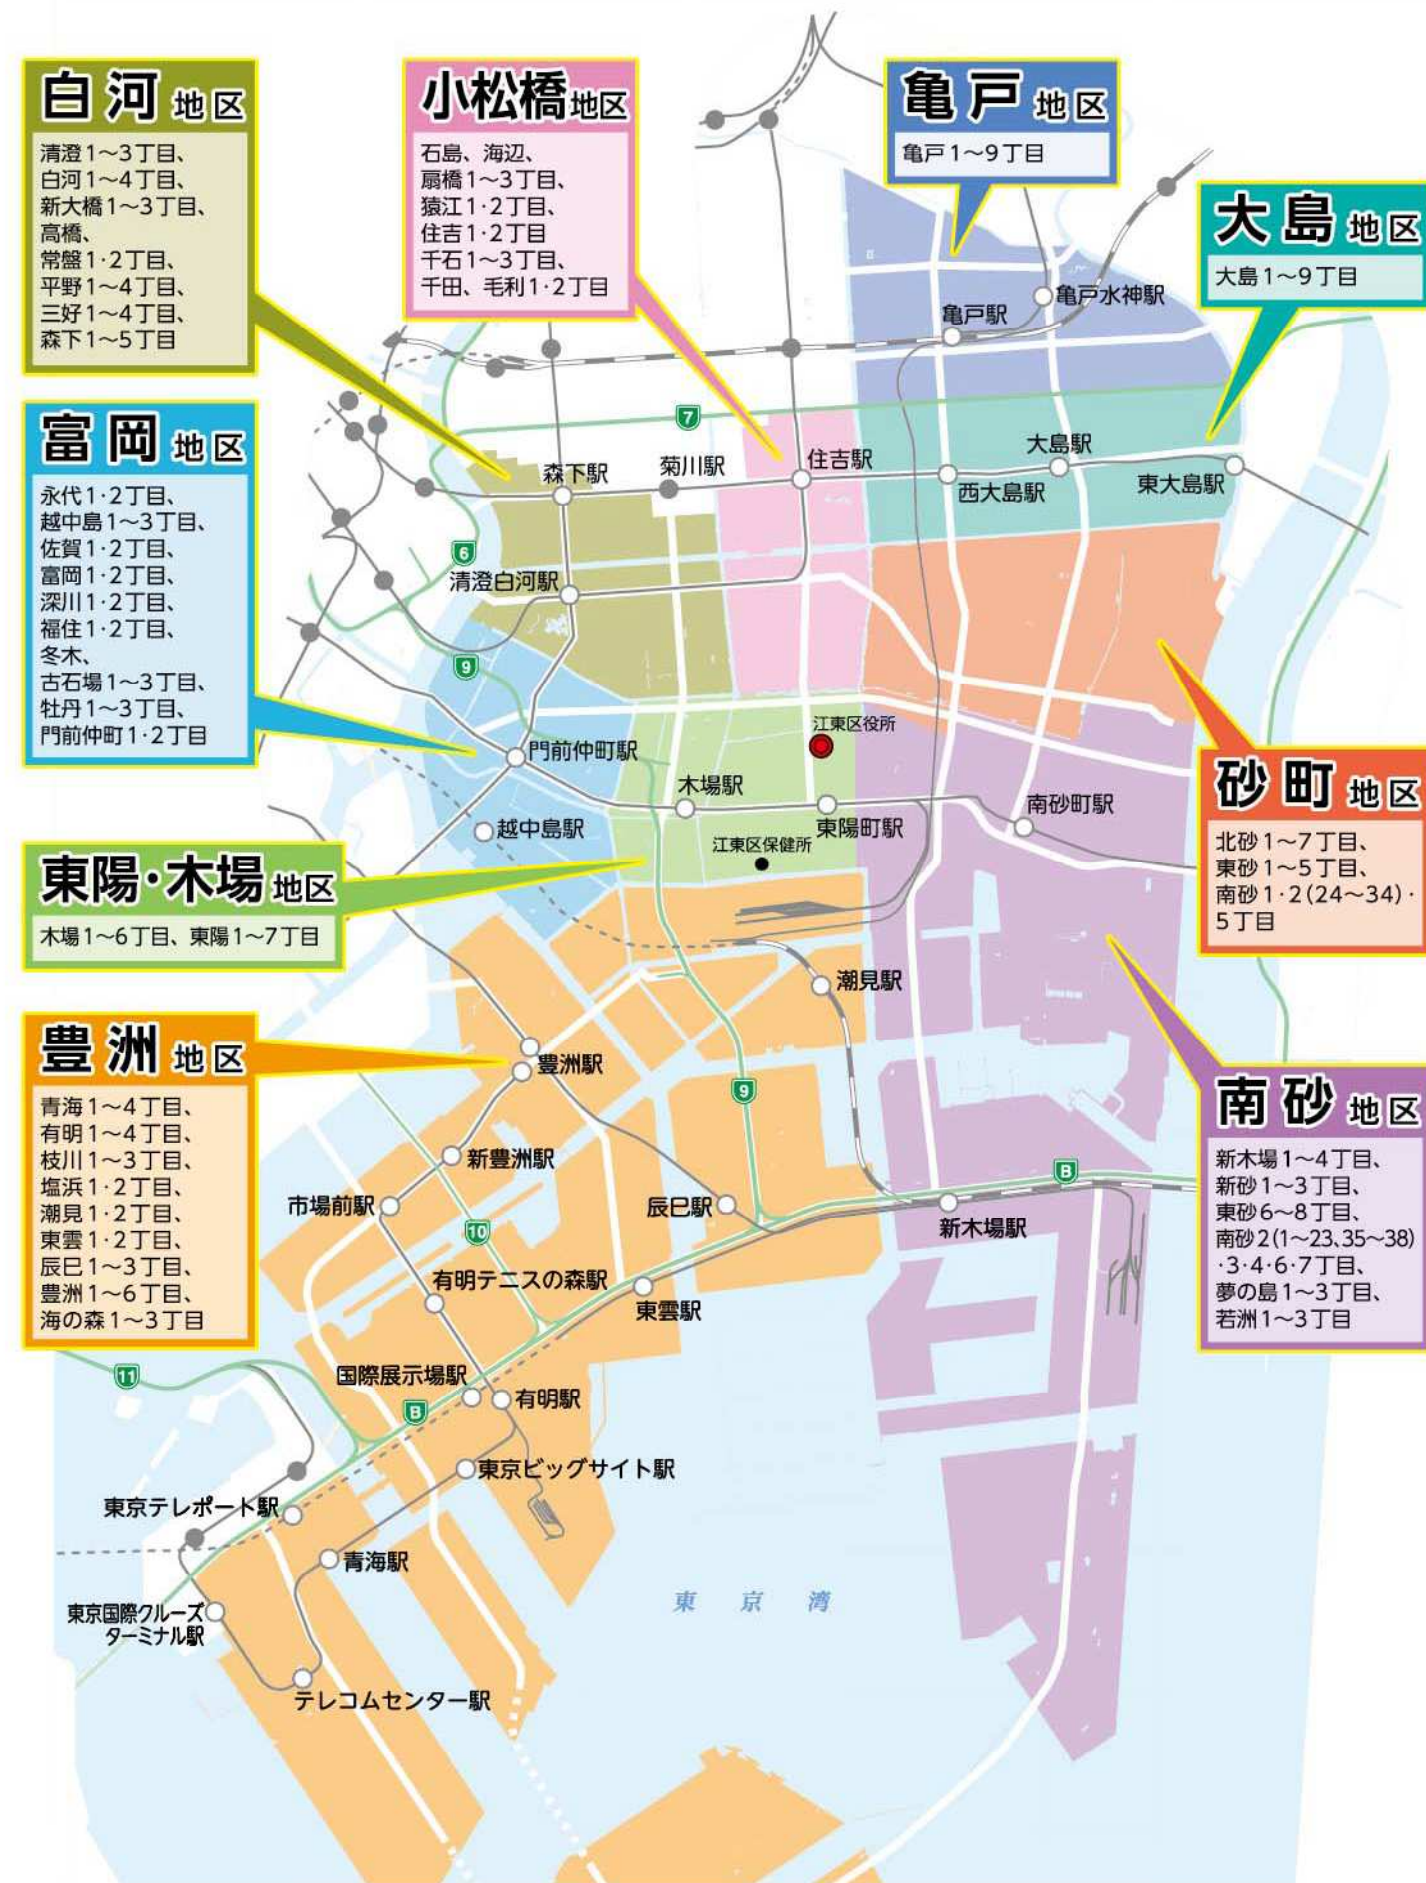 白河地区
清澄1～3丁目、
白河1～4丁目、
新大橋1～3丁目、
高橋、
常盤1・2丁目、
平野1～4丁目、
三好1～4丁目、
森下1～5丁目
小松橋地区
石島、海辺、
扇橋1～3丁目、
猿江1・2丁目、
住吉1・2丁目
千石1～3丁目、
千田、毛利1・2丁目
亀戸地区
亀戸1～9丁目
大島地区
大島1～9丁目
富岡地区
永代1・2丁目、
越中島1～3丁目、
佐賀1・2丁目、
富岡1・2丁目、
深川1・2丁目、
福住1・2丁目、
冬木、
古石場1～3丁目、
牡丹1～3丁目、
門前仲町1・2丁目
東陽・木場地区
木場1～6丁目、東陽1～7丁目
豊洲地区
青海1～4丁目、
有明1～4丁目、
枝川1～3丁目、
塩浜1・2丁目、
潮見1・2丁目、
東雲1・2丁目、
辰巳1～3丁目、
豊洲1～6丁目、
海の森1～3丁目
砂町地区
北砂1～7丁目、
東砂1～5丁目、
南砂1・2(24～34)・
5丁目
南砂地区
新木場1～4丁目、
新砂1～3丁目、
東砂6～8丁目、
南砂2(1～23、35～38)
・3・4・6・7丁目、
夢の島1～3丁目、
若洲1～3丁目
亀戸水神駅
亀戸駅
7
大島駅
住吉駅
菊川駅
森下駅
西大島駅
東大島駅
6
清澄白河駅
9
江東区役所
門前仲町駅
木場駅
南砂町駅
越中島駅
東陽町駅
江東区保健所
潮見駅
豊洲駅
9
新豊洲駅
B
市場前駅
辰巳駅
新木場駅
10
有明テニスの森駅
東雲駅
11
国際展示場駅
有明駅
B
東京ビッグサイト駅
東京テレポート駅
青海駅
東京湾
東京国際クルーズ
ターミナル駅
テレコムセンター駅